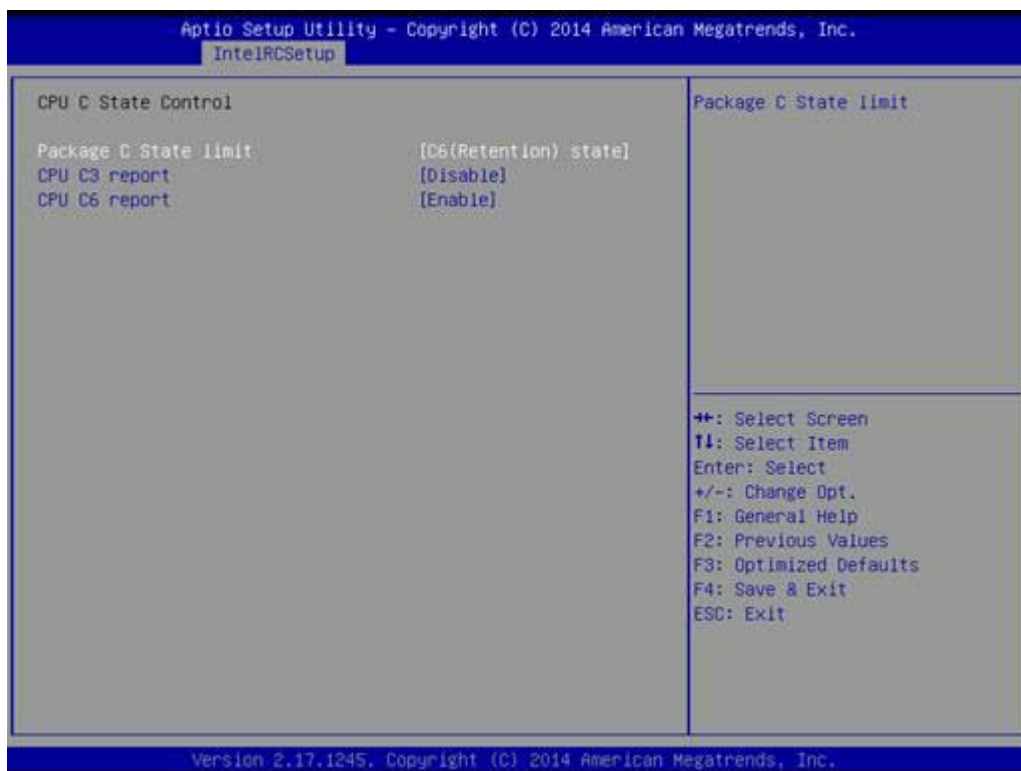 Aptio Setup Utility - Copyright (C) 2014 American Megatrends, Inc.
IntelRCSetup
CPU C State Control
Package C State limit [C6(Retention) state]
CPU C3 report [Disable]
CPU C6 report [Enable]
Package C State limit
→←: Select Screen
↑↓: Select Item
Enter: Select
+/-: Change Opt.
F1: General Help
F2: Previous Values
F3: Optimized Defaults
F4: Save & Exit
ESC: Exit
Version 2.17.1245. Copyright (C) 2014 American Megatrends, Inc.